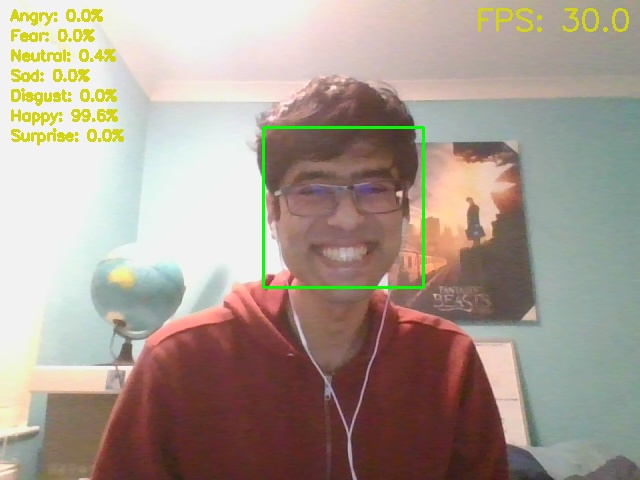 Angry: 0.0%
Fear: 0.0%
Neutral: 0.4%
Sad: 0.0%
Disgust: 0.0%
Happy: 99.6%
Surprise: 0.0%
FPS: 30.0
FANTASTIC
BEASTS